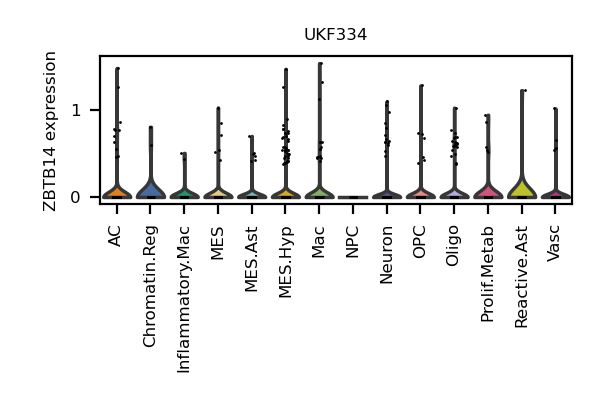 UKF334
ZBTB14 expression
1
0
AC
Chromatin.Reg
Inflammatory.Mac
MES
MES.Ast
MES.Hyp
Mac
NPC
Neuron
OPC
Oligo
Prolif.Metab
Reactive.Ast
Vasc